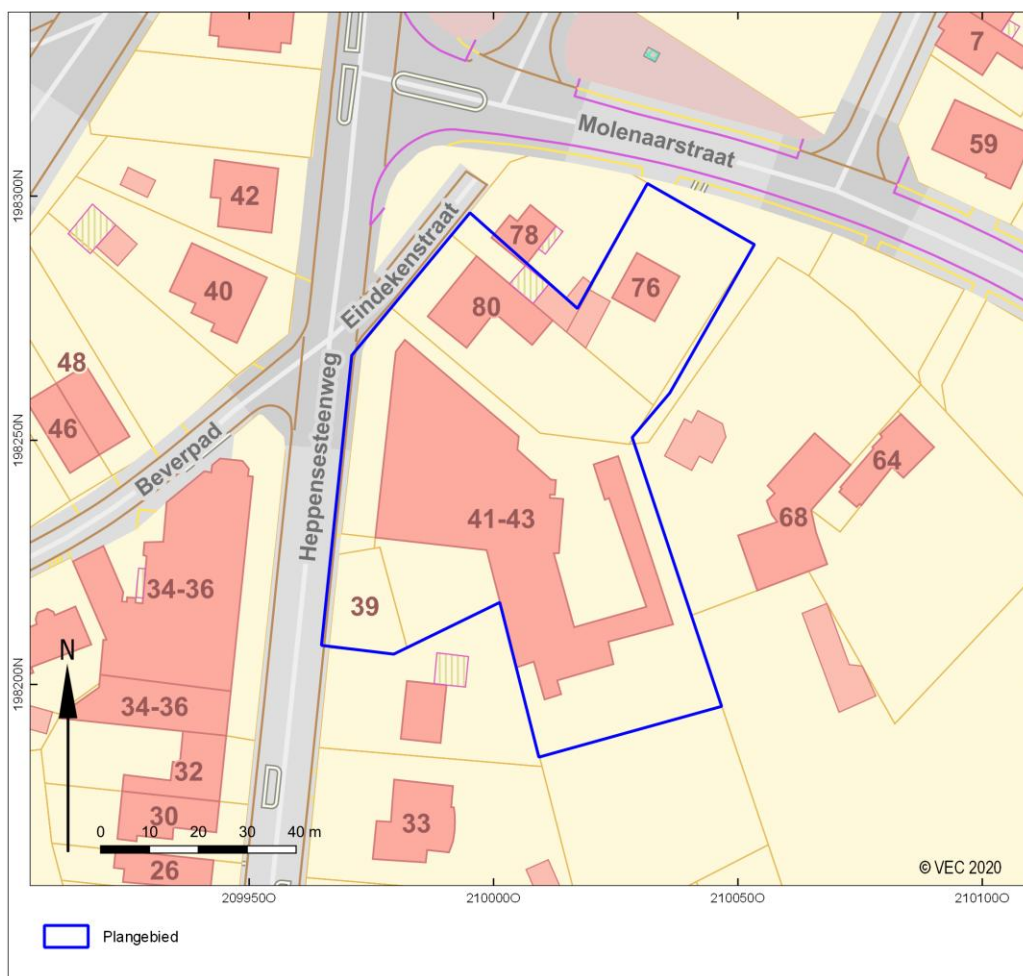 7
59
Molenaarstraat
198300N
42
Eindekenstraat
78
40
76
80
48
46
Beverpad
Heppensesteenweg
198250N
64
68
41-43
34-36
39
N
198200N
34-36
32
30
33
26
0 10 20 30 40 m
© VEC 2020
209950O 210000O 210050O 210100O
Plangebied